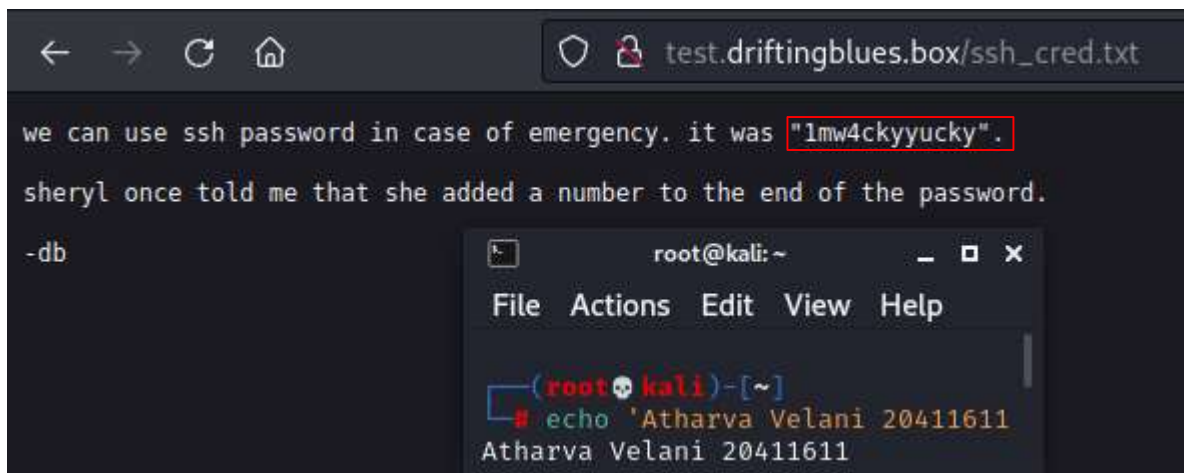 test.driftingblues.box/ssh_cred.txt
we can use ssh password in case of emergency. it was "1mw4ckyyucky".
sheryl once told me that she added a number to the end of the password.
-db
root@kali: ~
File Actions Edit View Help
(root💀kali)-[~]
# echo 'Atharva Velani 20411611
Atharva Velani 20411611